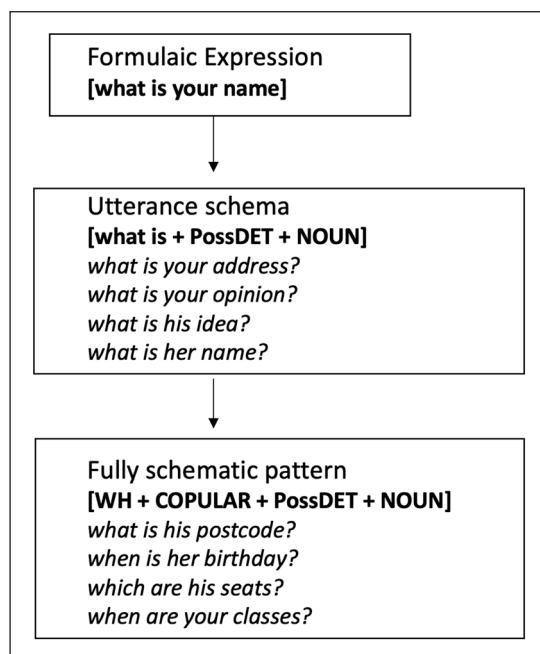 Formulaic Expression
[what is your name]
Utterance schema
[what is + PossDET + NOUN]
what is your address?
what is your opinion?
what is his idea?
what is her name?
Fully schematic pattern
[WH + COPULAR + PossDET + NOUN]
what is his postcode?
when is her birthday?
which are his seats?
when are your classes?